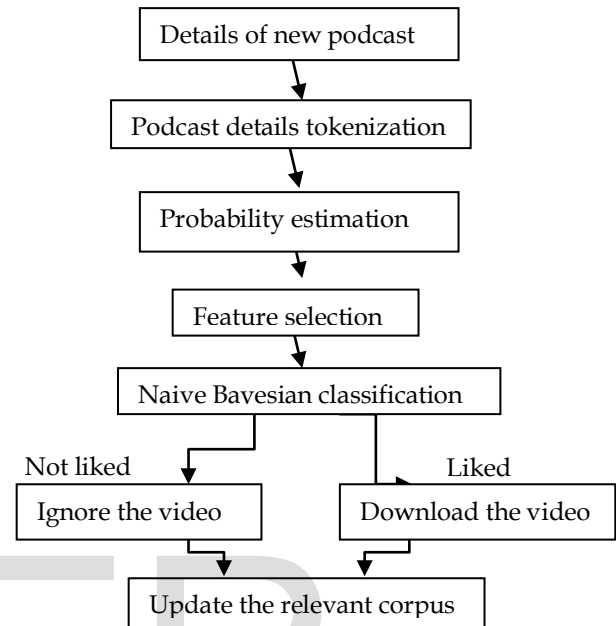 Details of new podcast
Podcast details tokenization
Probability estimation
Feature selection
Naive Bayesian classification
Not liked
Liked
Ignore the video
Download the video
Update the relevant corpus